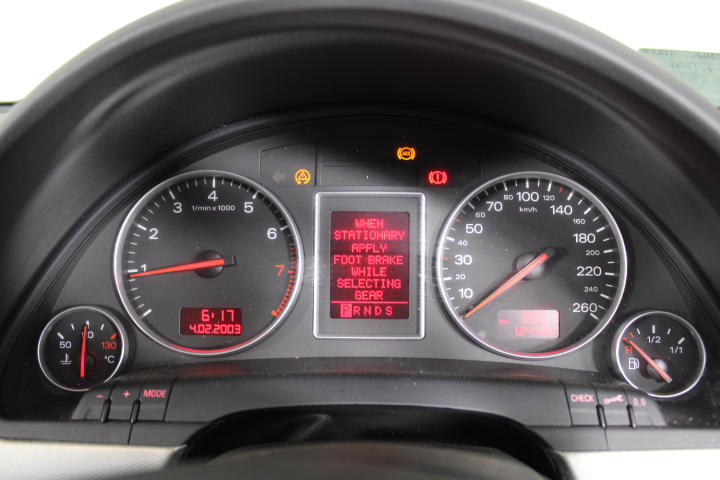 ABS
1/min x 1000
1
2
3
4
5
6
7
6:17
4.02.2003
WHEN
STATIONARY
APPLY
FOOT BRAKE
WHILE
SELECTING
GEAR
PRNDS
km/h
10
30
50
70
100
140
180
220
260
20
40
60
80
120
160
200
240
50
130
°C
R
1/2
1/1
-
+
MODE
CHECK
0.0